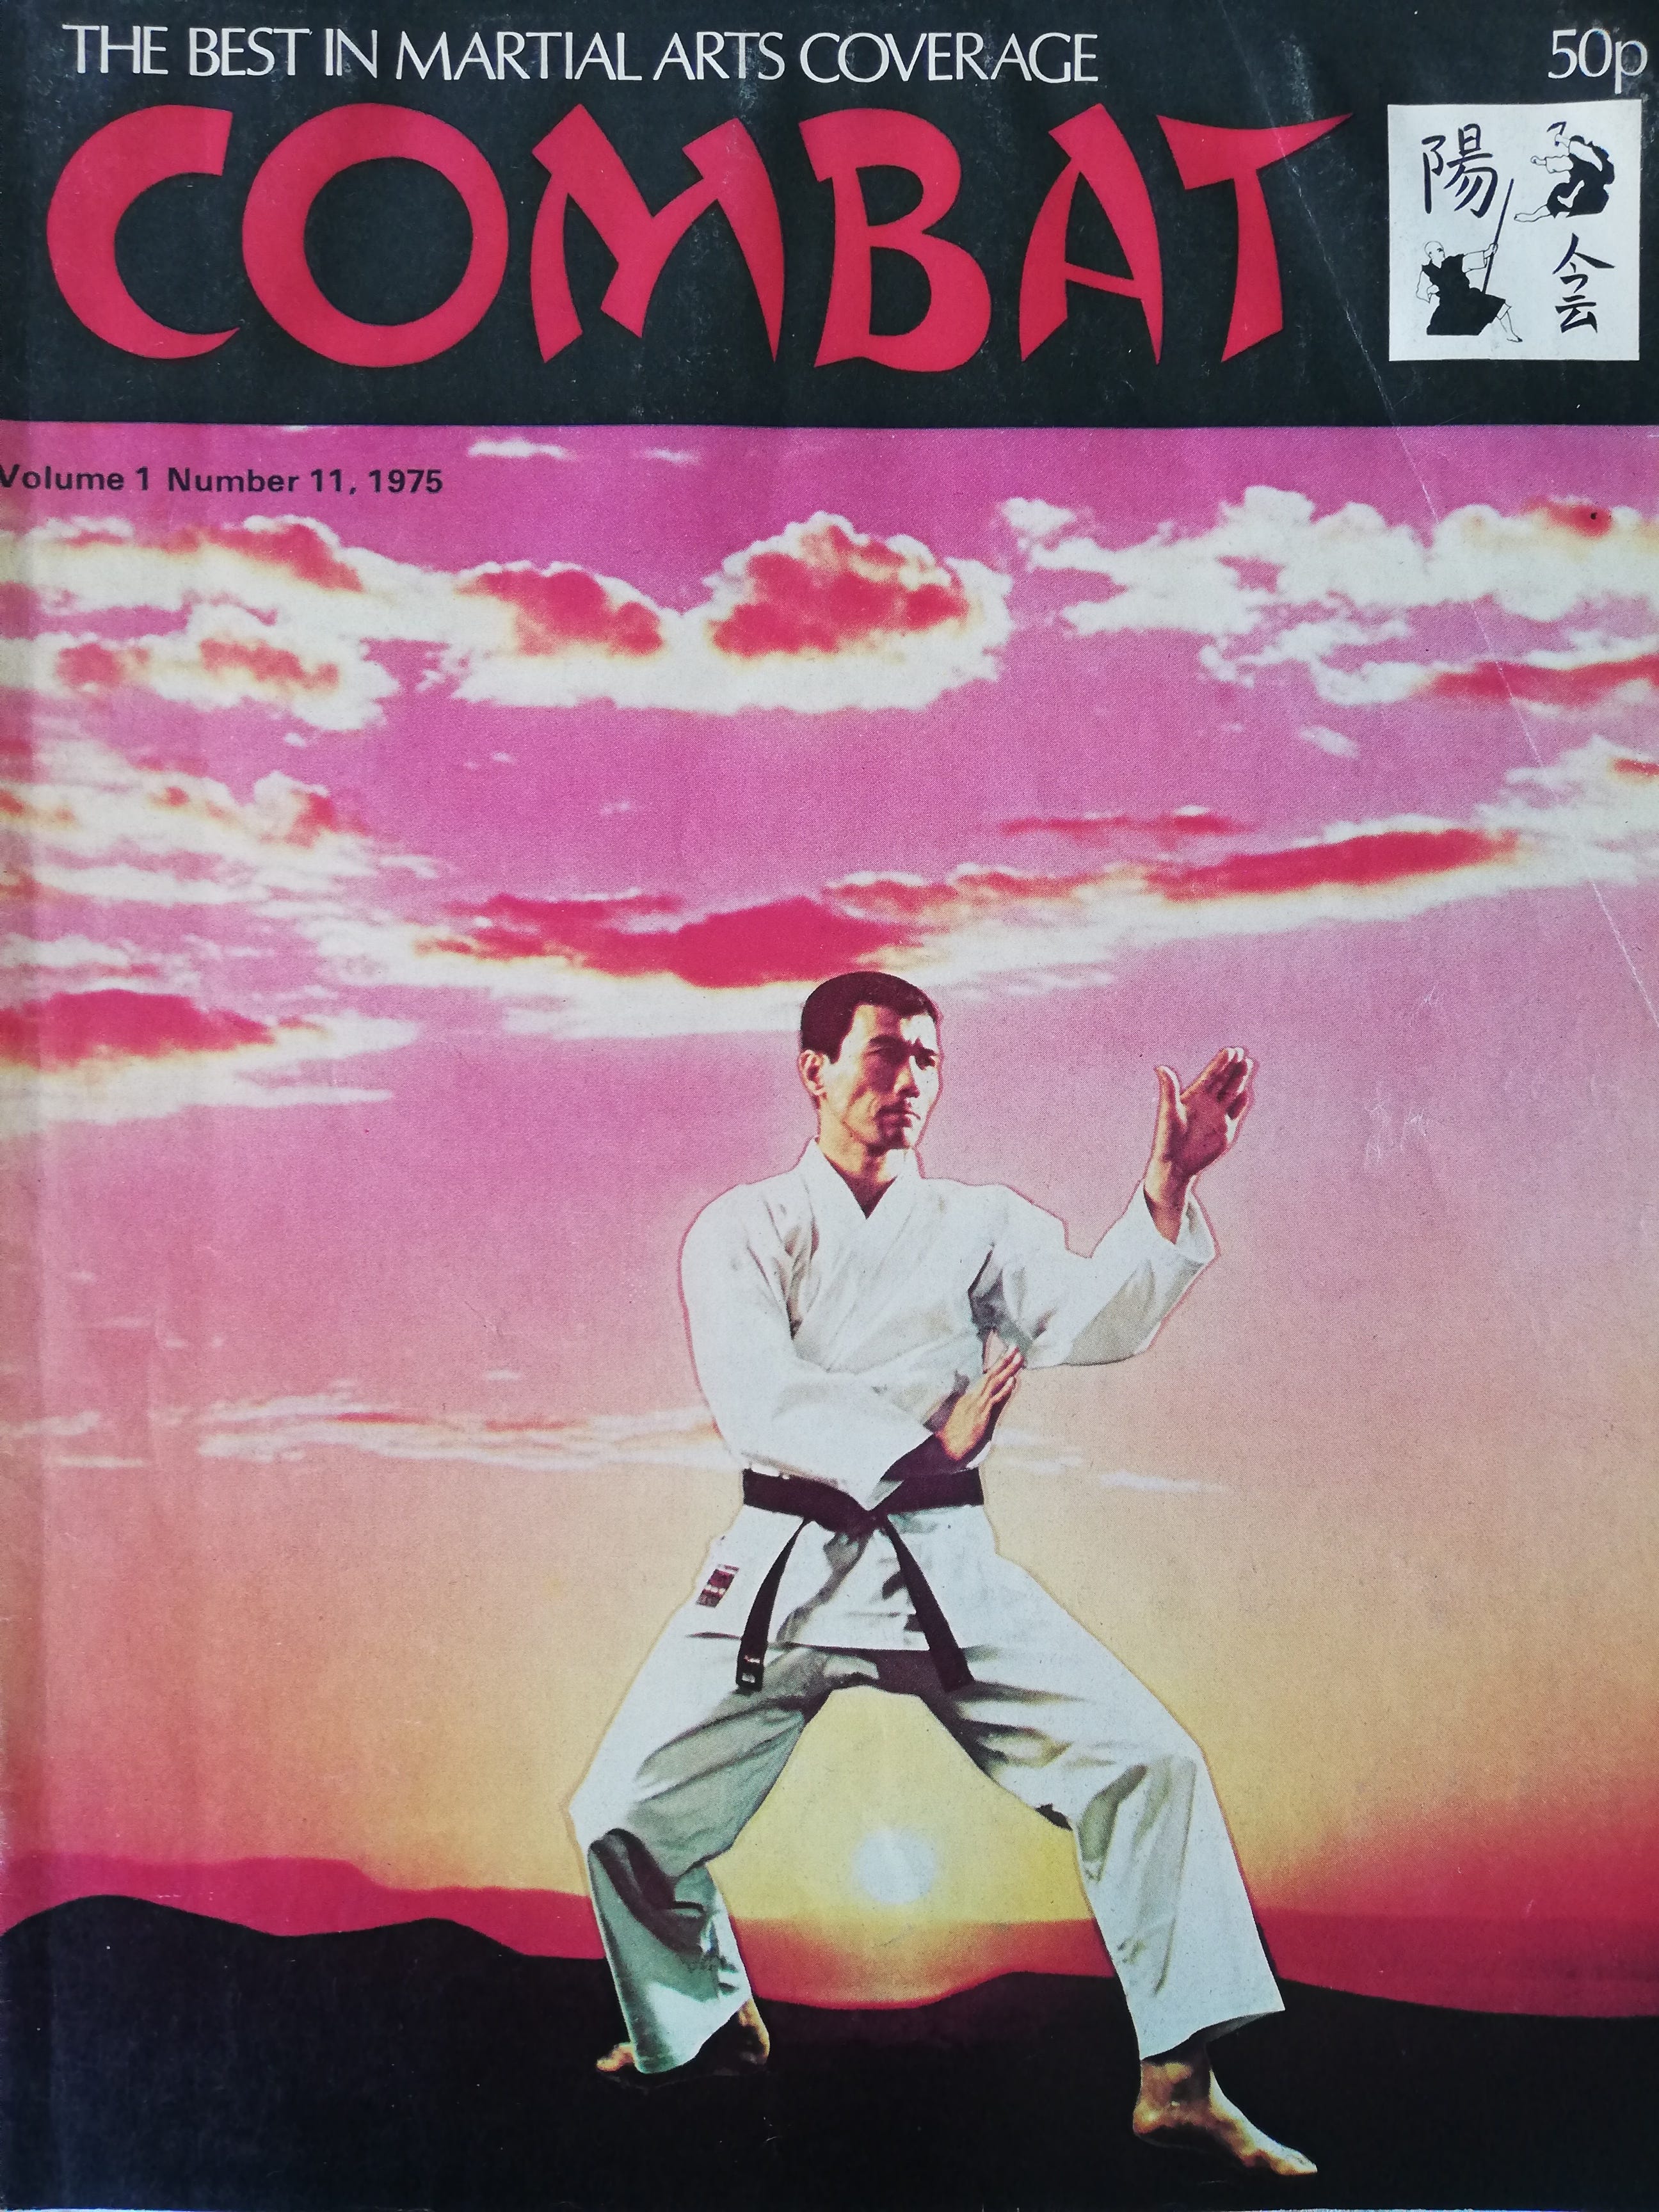 THE BEST IN MARTIAL ARTS COVERAGE
50p
COMBAT
陽
会
Volume 1 Number 11, 1975